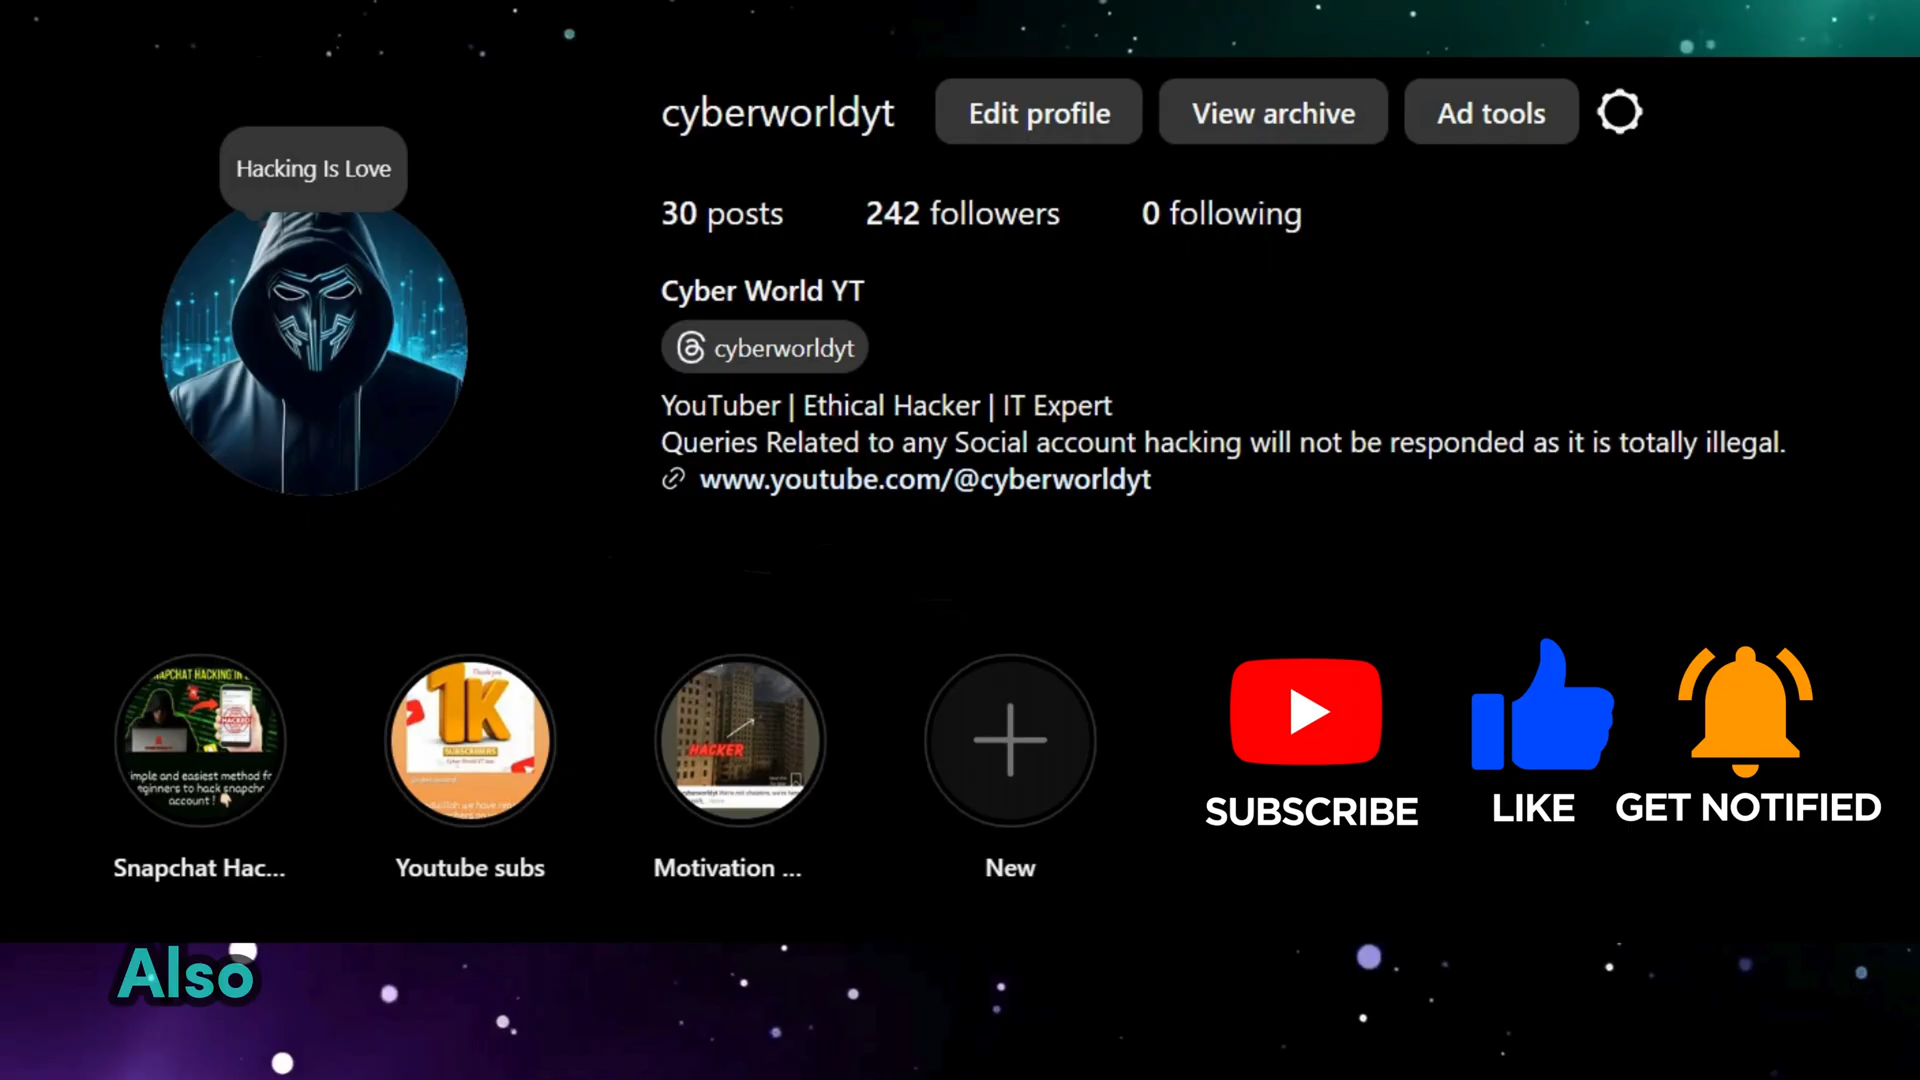 cyberworldyt Edit profile View archive Ad tools
Hacking Is Love
30 posts 242 followers 0 following
Cyber World YT
cyberworldyt
YouTuber | Ethical Hacker | IT Expert
Queries Related to any Social account hacking will not be responded as it is totally illegal.
www.youtube.com/@cyberworldyt
HACKED
1K
SUBSCRIBERS
HACKER
account !
SUBSCRIBE LIKE GET NOTIFIED
Snapchat Hac... Youtube subs Motivation ... New
Also